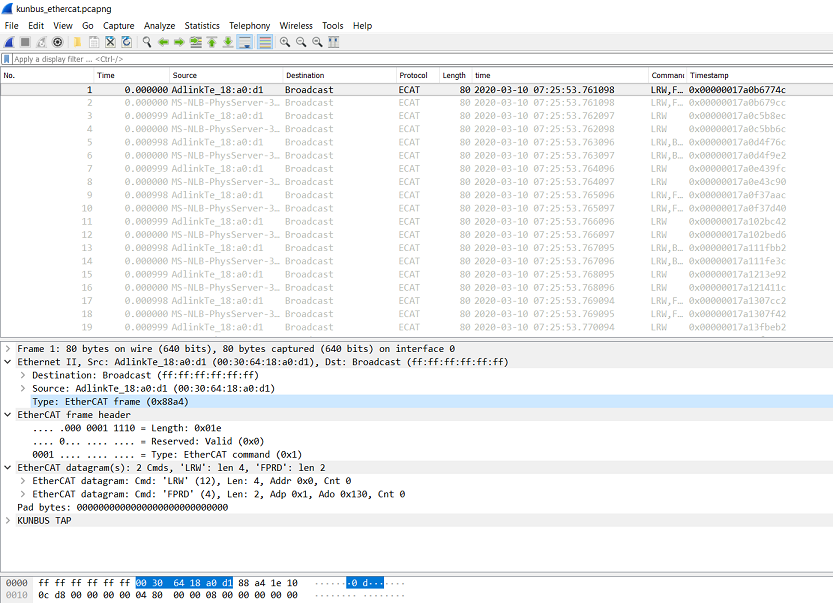 kunbus_ethercat.pcapng
File Edit View Go Capture Analyze Statistics Telephony Wireless Tools Help
Apply a display filter ... <Ctrl-/>
No. Time Source Destination Protocol Length time Comman Timestamp
1 0.000000 AdlinkTe_18:a0:d1 Broadcast ECAT 80 2020-03-10 07:25:53.761098 LRW,F… 0x00000017a0b6774c
2 0.000000 MS-NLB-PhysServer-3… Broadcast ECAT 80 2020-03-10 07:25:53.761098 LRW,F… 0x00000017a0b679cc
3 0.000999 AdlinkTe_18:a0:d1 Broadcast ECAT 80 2020-03-10 07:25:53.762097 LRW 0x00000017a0c5b8ec
4 0.000000 MS-NLB-PhysServer-3… Broadcast ECAT 80 2020-03-10 07:25:53.762098 LRW 0x00000017a0c5bb6c
5 0.000998 AdlinkTe_18:a0:d1 Broadcast ECAT 80 2020-03-10 07:25:53.763096 LRW,B… 0x00000017a0d4f76c
6 0.000000 MS-NLB-PhysServer-3… Broadcast ECAT 80 2020-03-10 07:25:53.763097 LRW,B… 0x00000017a0d4f9e2
7 0.000999 AdlinkTe_18:a0:d1 Broadcast ECAT 80 2020-03-10 07:25:53.764096 LRW 0x00000017a0e439fc
8 0.000000 MS-NLB-PhysServer-3… Broadcast ECAT 80 2020-03-10 07:25:53.764097 LRW 0x00000017a0e43c90
9 0.000998 AdlinkTe_18:a0:d1 Broadcast ECAT 80 2020-03-10 07:25:53.765096 LRW,F… 0x00000017a0f37aac
10 0.000000 MS-NLB-PhysServer-3… Broadcast ECAT 80 2020-03-10 07:25:53.765097 LRW,F… 0x00000017a0f37d40
11 0.000999 AdlinkTe_18:a0:d1 Broadcast ECAT 80 2020-03-10 07:25:53.766096 LRW 0x00000017a102bc42
12 0.000000 MS-NLB-PhysServer-3… Broadcast ECAT 80 2020-03-10 07:25:53.766097 LRW 0x00000017a102bed6
13 0.000998 AdlinkTe_18:a0:d1 Broadcast ECAT 80 2020-03-10 07:25:53.767095 LRW,B… 0x00000017a111fbb2
14 0.000000 MS-NLB-PhysServer-3… Broadcast ECAT 80 2020-03-10 07:25:53.767096 LRW,B… 0x00000017a111fe3c
15 0.000999 AdlinkTe_18:a0:d1 Broadcast ECAT 80 2020-03-10 07:25:53.768095 LRW 0x00000017a1213e92
16 0.000000 MS-NLB-PhysServer-3… Broadcast ECAT 80 2020-03-10 07:25:53.768096 LRW 0x00000017a121411c
17 0.000998 AdlinkTe_18:a0:d1 Broadcast ECAT 80 2020-03-10 07:25:53.769094 LRW,F… 0x00000017a1307cc2
18 0.000000 MS-NLB-PhysServer-3… Broadcast ECAT 80 2020-03-10 07:25:53.769094 LRW,F… 0x00000017a1307f42
19 0.000999 AdlinkTe_18:a0:d1 Broadcast ECAT 80 2020-03-10 07:25:53.770094 LRW 0x00000017a13fbeb2
Frame 1: 80 bytes on wire (640 bits), 80 bytes captured (640 bits) on interface 0
Ethernet II, Src: AdlinkTe_18:a0:d1 (00:30:64:18:a0:d1), Dst: Broadcast (ff:ff:ff:ff:ff:ff)
Destination: Broadcast (ff:ff:ff:ff:ff:ff)
Source: AdlinkTe_18:a0:d1 (00:30:64:18:a0:d1)
Type: EtherCAT frame (0x88a4)
EtherCAT frame header
.... .000 0001 1110 = Length: 0x01e
.... 0... .... .... = Reserved: Valid (0x0)
0001 .... .... .... = Type: EtherCAT command (0x1)
EtherCAT datagram(s): 2 Cmds, 'LRW': len 4, 'FPRD': len 2
EtherCAT datagram: Cmd: 'LRW' (12), Len: 4, Addr 0x0, Cnt 0
EtherCAT datagram: Cmd: 'FPRD' (4), Len: 2, Adp 0x1, Ado 0x130, Cnt 0
Pad bytes: 0000000000000000000000000000
KUNBUS TAP
0000 ff ff ff ff ff ff 00 30 64 18 a0 d1 88 a4 1e 10 ·······0 d·······
0010 0c d8 00 00 00 00 04 80 00 00 08 00 00 00 00 00 ········ ········